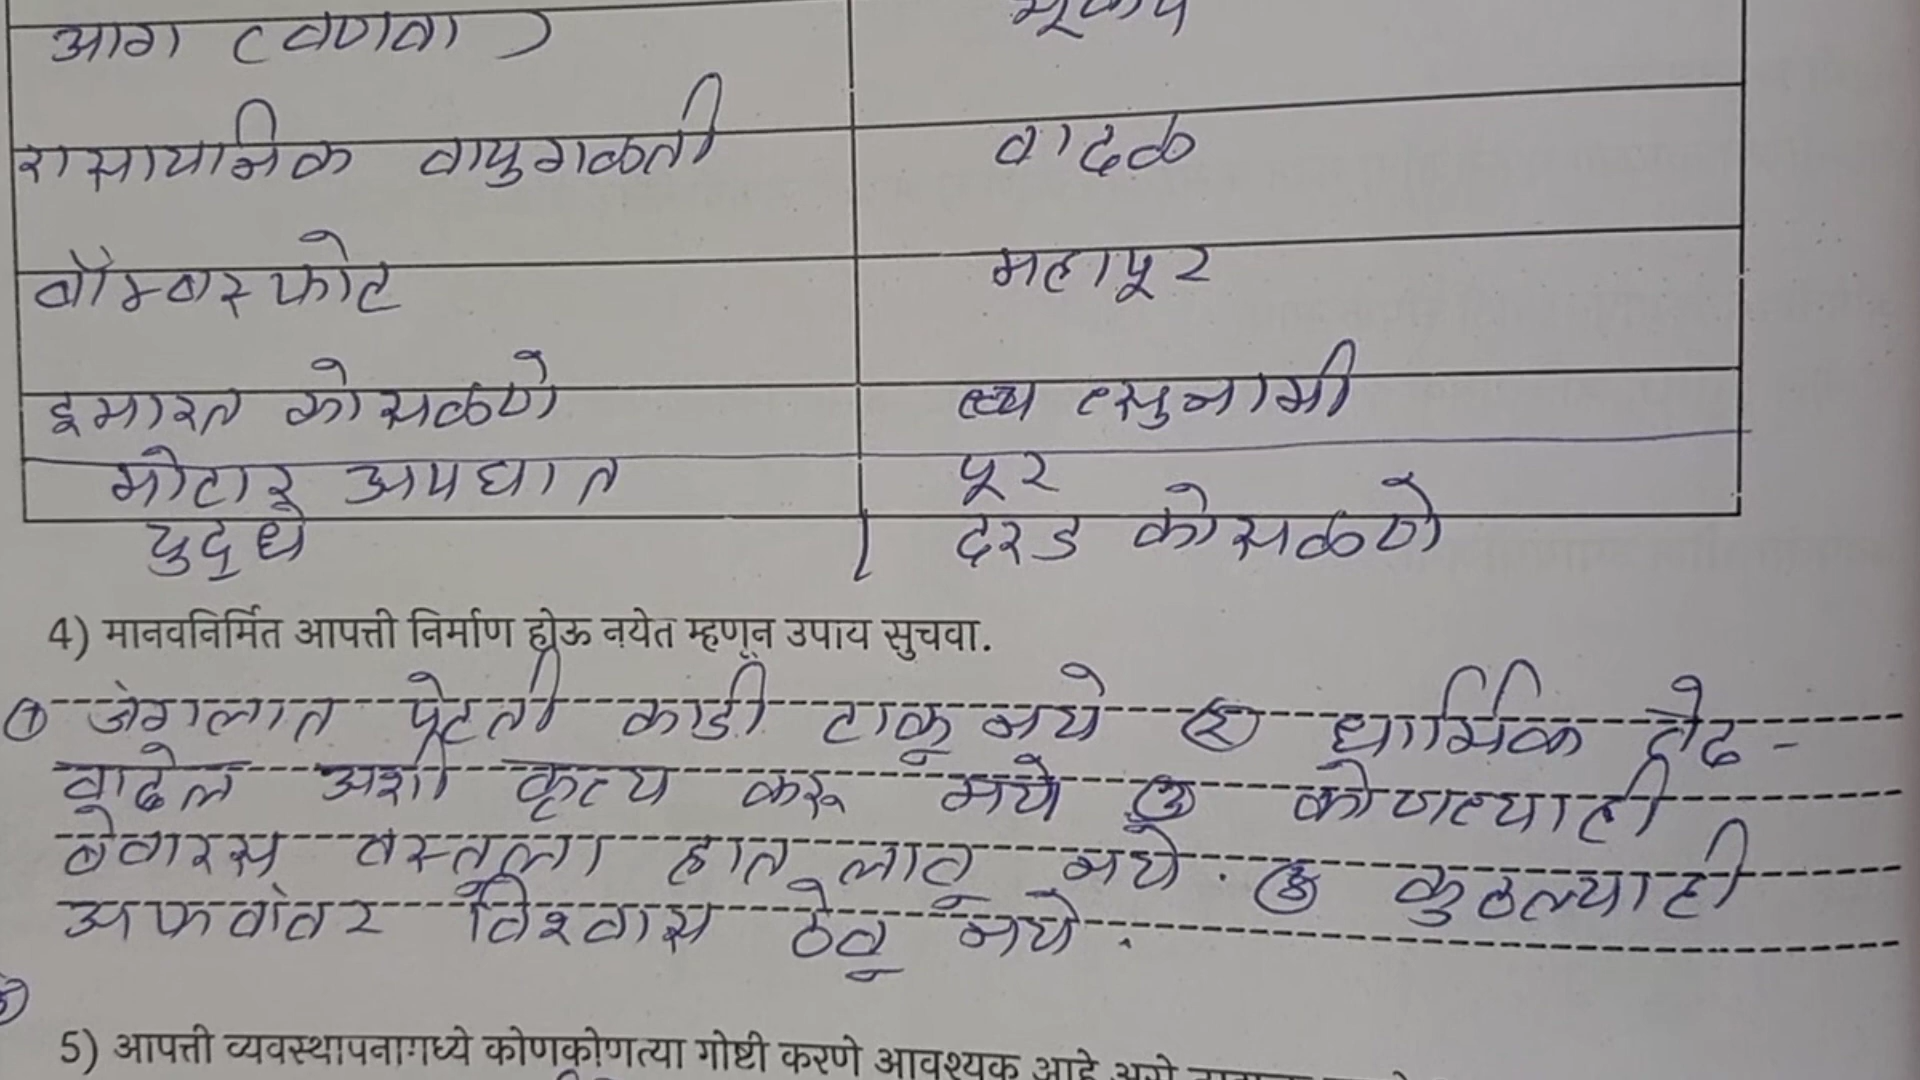 आग (वणवा) भूकंप
रासायनिक वायुगळती वादळ
बॉम्बस्फोट महापूर
इमारत कोसळणे त्सुनामी
मोटार अपघात पूर
युद्धे दरड कोसळणे
4) मानवनिर्मित आपत्ती निर्माण होऊ नयेत म्हणून उपाय सुचवा.
① जंगलात पेटती काडी टाकू नये ② धार्मिक तेढ -
वाढेल अशी कृत्य करू नये ③ कोणत्याही
बेवारस वस्तूला हात लावू नये. ④ कुठल्याही
अफवांवर विश्वास ठेवू नये.
5) आपत्ती व्यवस्थापनामध्ये कोणकोणत्या गोष्टी करणे आवश्यक आहे असे